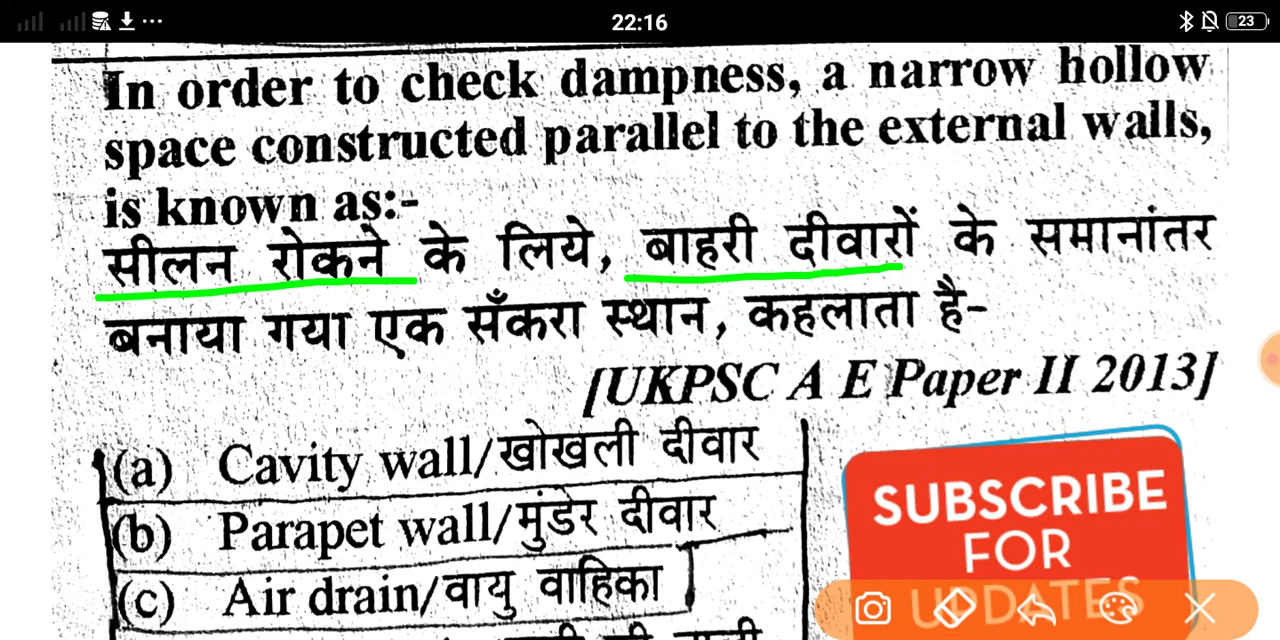 22:16
23
In order to check dampness, a narrow hollow
space constructed parallel to the external walls,
is known as:-
सीलन रोकने के लिये, बाहरी दीवारों के समानांतर
बनाया गया एक सँकरा स्थान, कहलाता है-
[UKPSC A E Paper II 2013]
(a) Cavity wall/खोखली दीवार
(b) Parapet wall/मुंडेर दीवार
(c) Air drain/वायु वाहिका
SUBSCRIBE
FOR
UPDATES